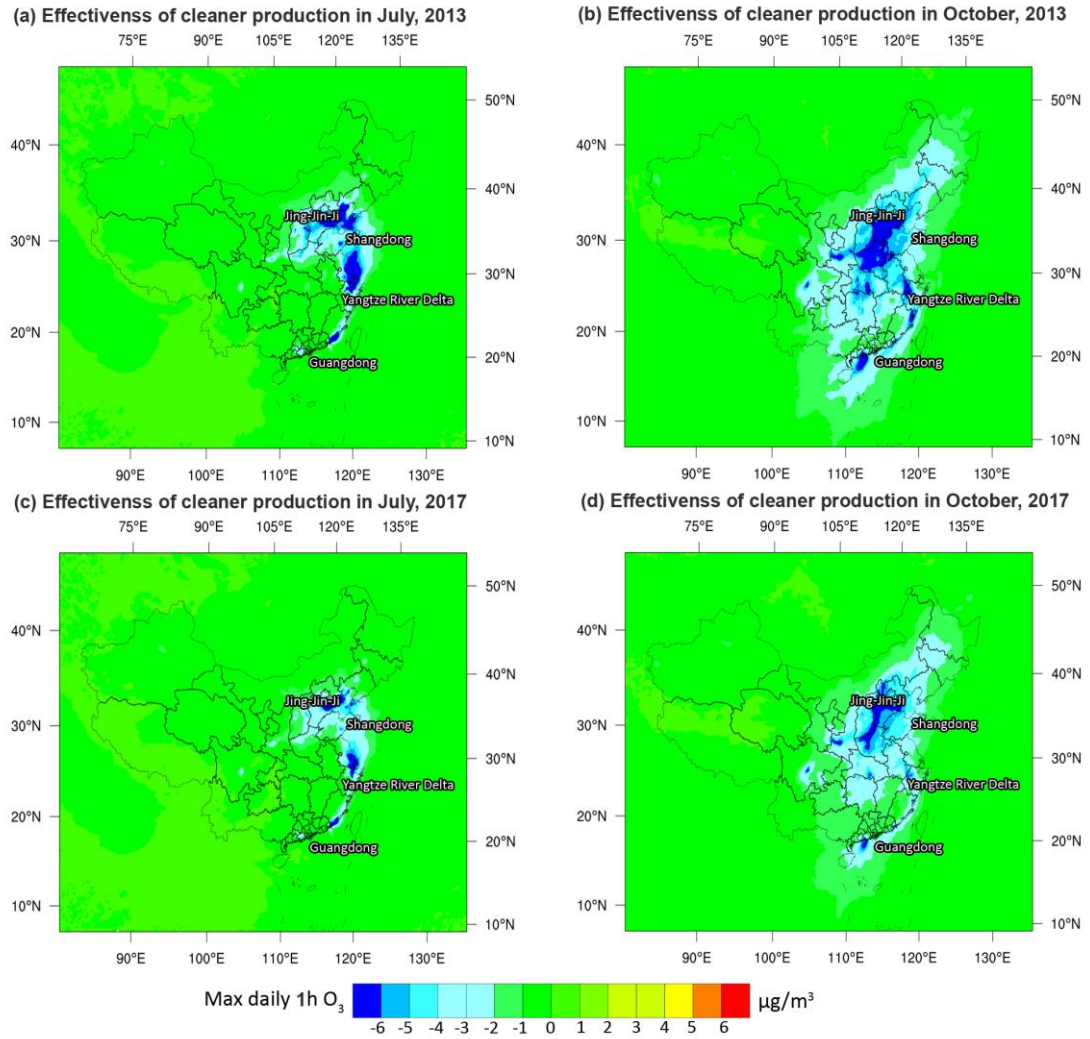 (a) Effectivenss of cleaner production in July, 2013
75°E 90°E 105°E 120°E 135°E
50°N
40°N
40°N
Jing-Jin-Ji
30°N
Shangdong
30°N
Yangtze River Delta
20°N
Guangdong
20°N
10°N
10°N
90°E 100°E 110°E 120°E 130°E
(b) Effectivenss of cleaner production in October, 2013
75°E 90°E 105°E 120°E 135°E
50°N
40°N
40°N
Jing-Jin-Ji
30°N
Shangdong
30°N
Yangtze River Delta
20°N
Guangdong
20°N
10°N
10°N
90°E 100°E 110°E 120°E 130°E
(c) Effectivenss of cleaner production in July, 2017
75°E 90°E 105°E 120°E 135°E
50°N
40°N
40°N
Jing-Jin-Ji
30°N
Shangdong
30°N
Yangtze River Delta
20°N
Guangdong
20°N
10°N
10°N
90°E 100°E 110°E 120°E 130°E
(d) Effectivenss of cleaner production in October, 2017
75°E 90°E 105°E 120°E 135°E
50°N
40°N
40°N
Jing-Jin-Ji
30°N
Shangdong
30°N
Yangtze River Delta
20°N
Guangdong
20°N
10°N
10°N
90°E 100°E 110°E 120°E 130°E
Max daily 1h O₃ μg/m³
-6 -5 -4 -3 -2 -1 0 1 2 3 4 5 6